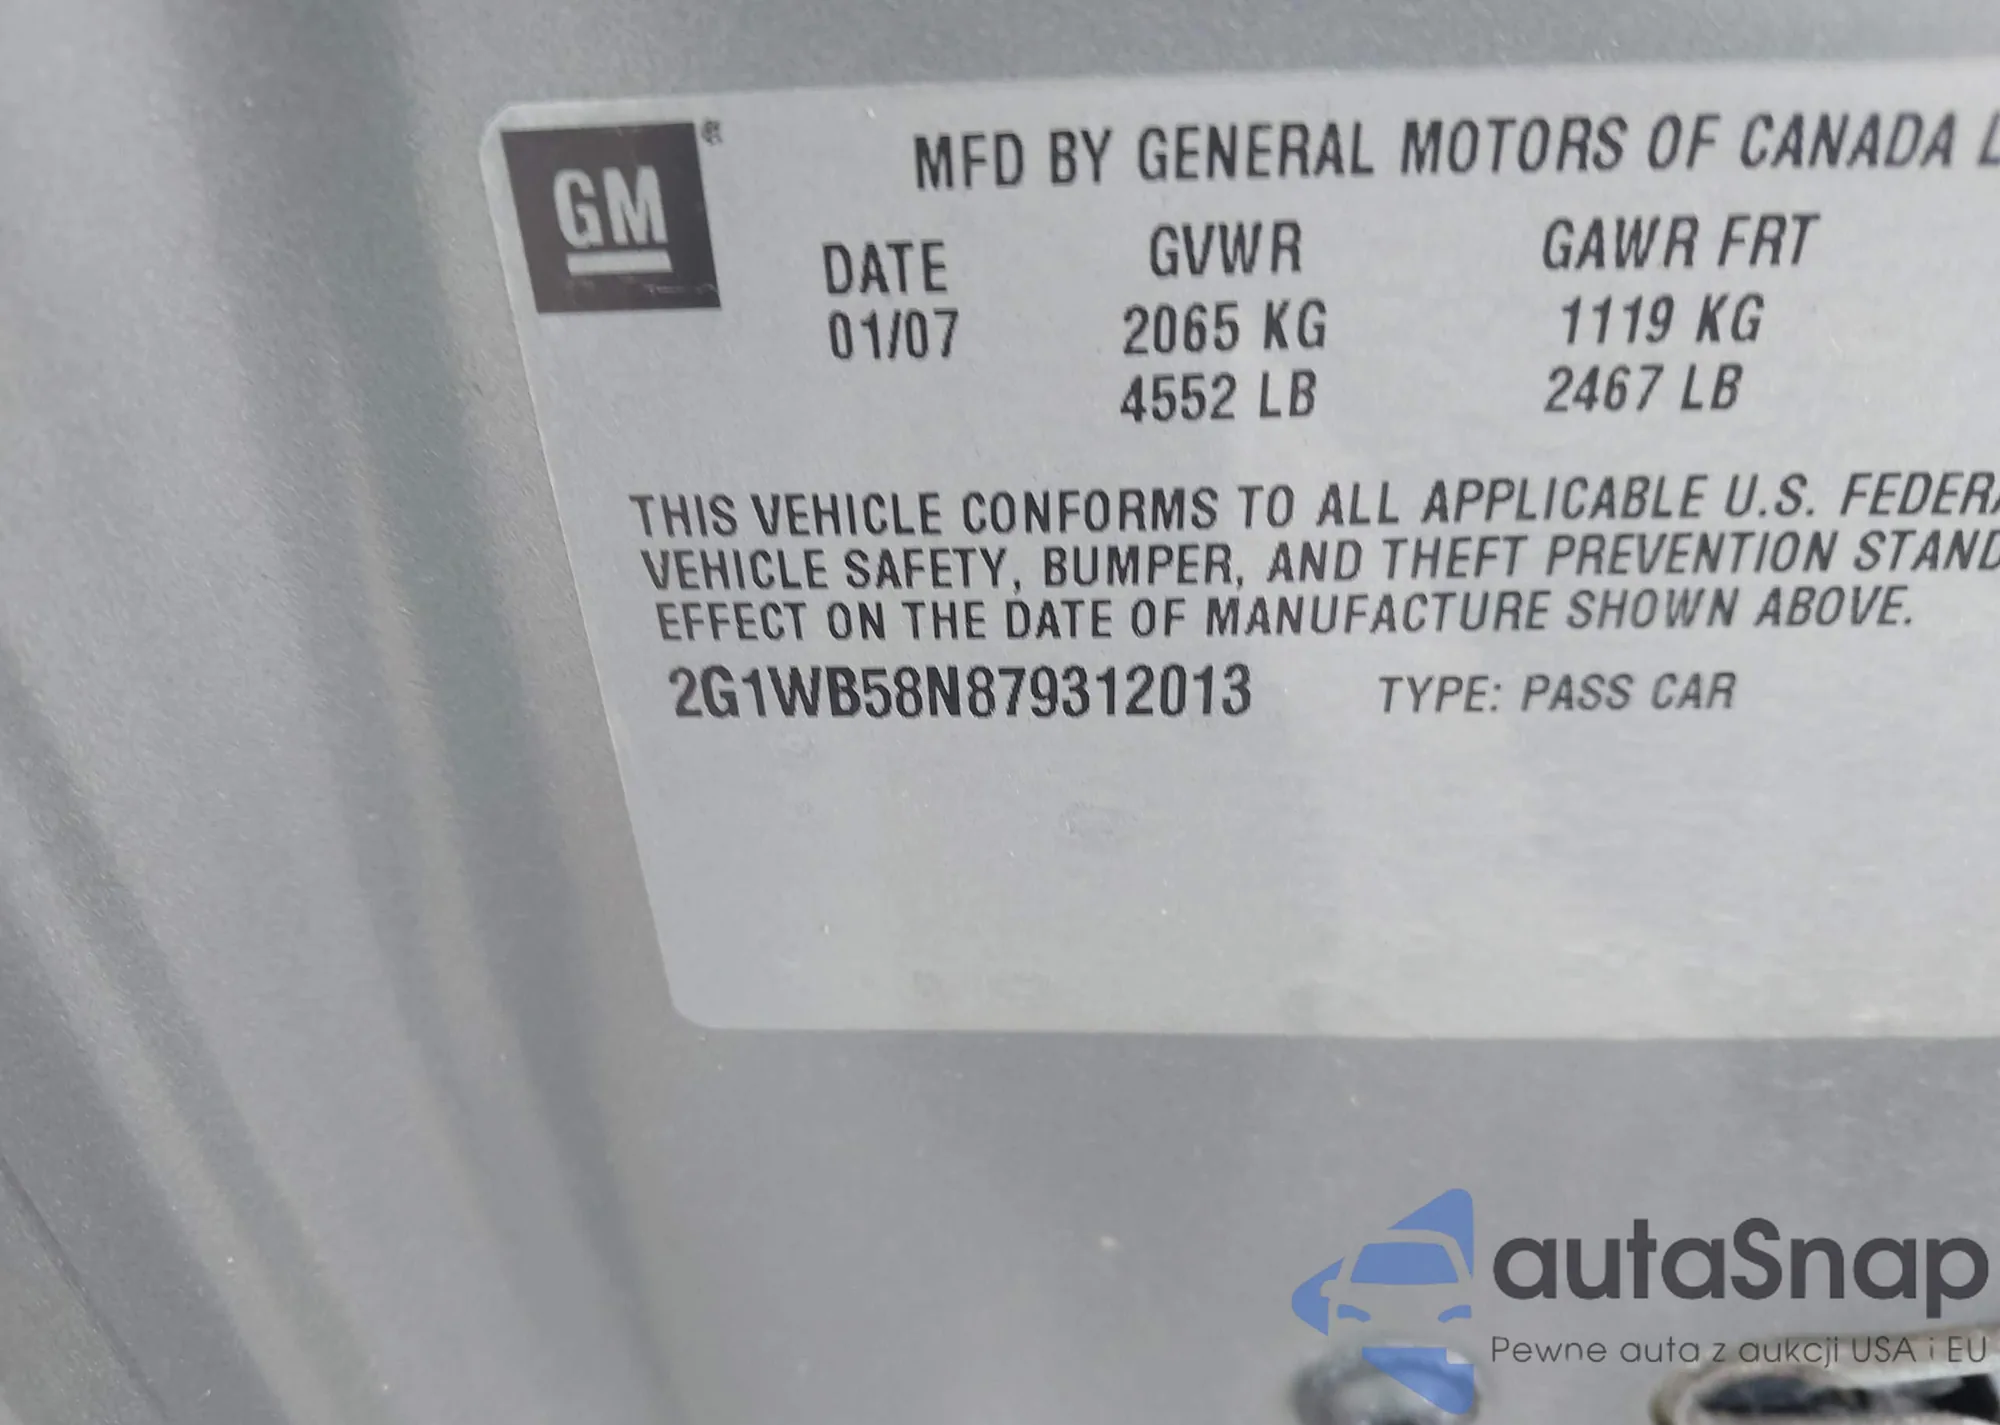 GM
MFD BY GENERAL MOTORS OF CANADA L
DATE GVWR GAWR FRT
01/07 2065 KG 1119 KG
4552 LB 2467 LB
THIS VEHICLE CONFORMS TO ALL APPLICABLE U.S. FEDERA
VEHICLE SAFETY, BUMPER, AND THEFT PREVENTION STAND
EFFECT ON THE DATE OF MANUFACTURE SHOWN ABOVE.
2G1WB58N879312013 TYPE: PASS CAR
autaSnap
Pewne auta z aukcji USA i EU